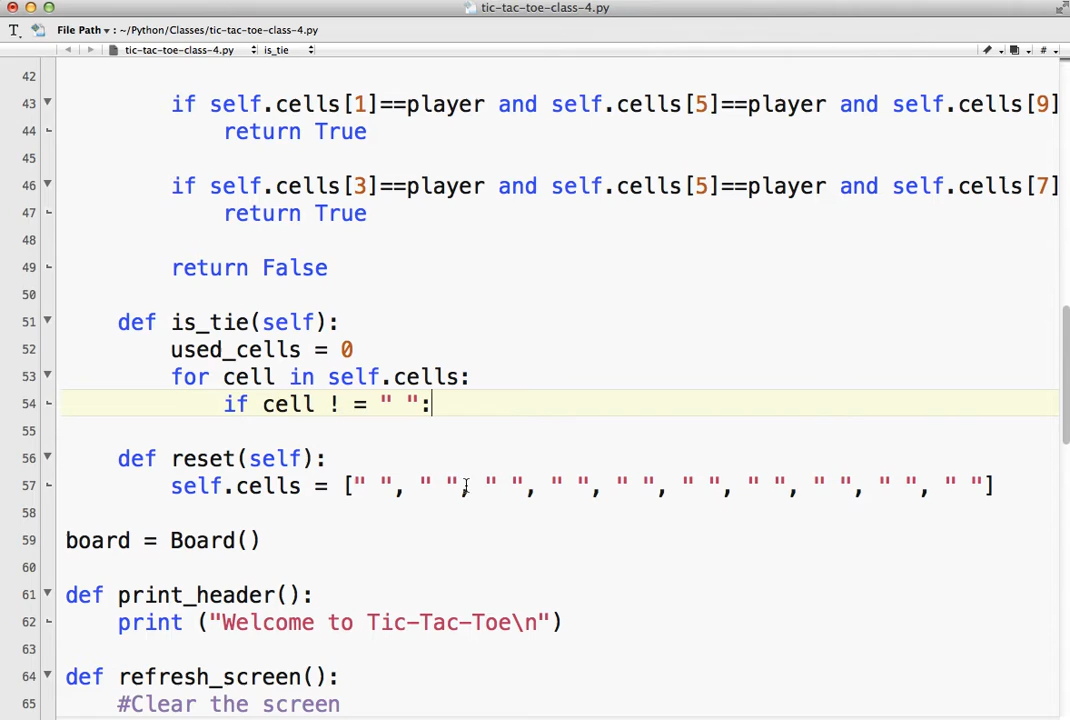 tic-tac-toe-class-4.py
File Path ▾ : ~/Python/Classes/tic-tac-toe-class-4.py
tic-tac-toe-class-4.py is_tie #
42
43 if self.cells[1]==player and self.cells[5]==player and self.cells[9]
44 return True
45
46 if self.cells[3]==player and self.cells[5]==player and self.cells[7]
47 return True
48
49 return False
50
51 def is_tie(self):
52 used_cells = 0
53 for cell in self.cells:
54 if cell ! = " ":
55
56 def reset(self):
57 self.cells = [" ", " ", " ", " ", " ", " ", " ", " ", " ", " "]
58
59 board = Board()
60
61 def print_header():
62 print ("Welcome to Tic-Tac-Toe\n")
63
64 def refresh_screen():
65 #Clear the screen